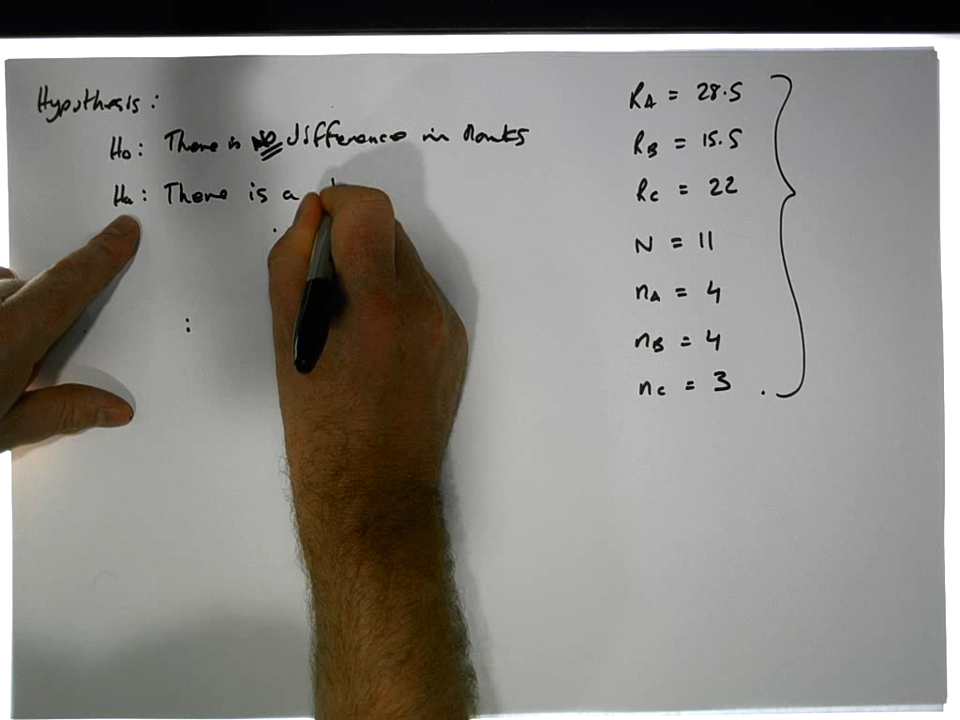 Hypothesis:
Ho: There is NO difference in Ranks
Ha: There is a
:
RA = 28.5
RB = 15.5
Rc = 22
N = 11
nA = 4
nB = 4
nc = 3